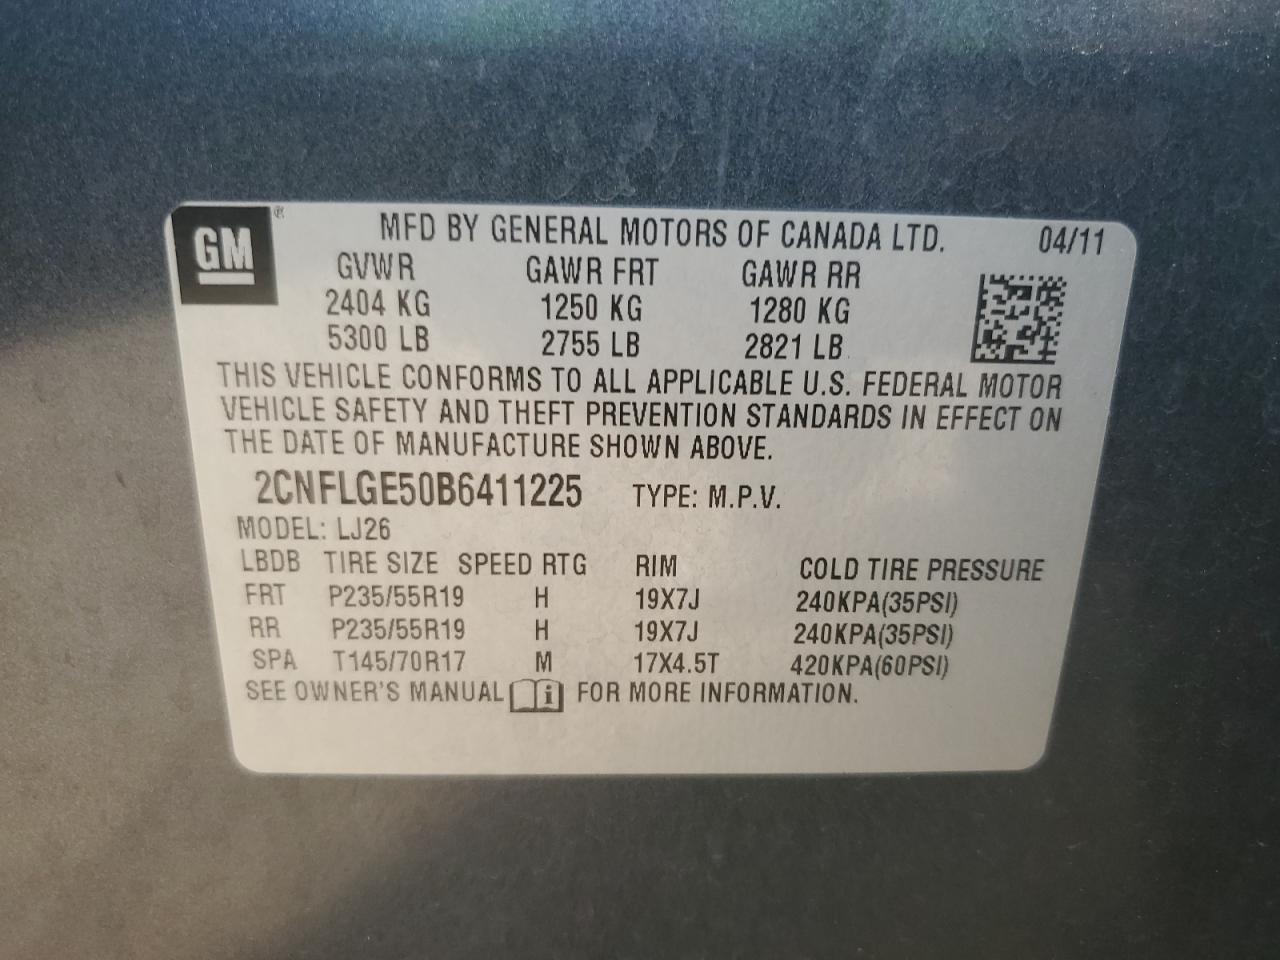 GM®
MFD BY GENERAL MOTORS OF CANADA LTD. 04/11
GVWR GAWR FRT GAWR RR
2404 KG 1250 KG 1280 KG
5300 LB 2755 LB 2821 LB
THIS VEHICLE CONFORMS TO ALL APPLICABLE U.S. FEDERAL MOTOR
VEHICLE SAFETY AND THEFT PREVENTION STANDARDS IN EFFECT ON
THE DATE OF MANUFACTURE SHOWN ABOVE.
2CNFLGE50B6411225 TYPE: M.P.V.
MODEL: LJ26
LBDB TIRE SIZE SPEED RTG RIM COLD TIRE PRESSURE
FRT P235/55R19 H 19X7J 240KPA(35PSI)
RR P235/55R19 H 19X7J 240KPA(35PSI)
SPA T145/70R17 M 17X4.5T 420KPA(60PSI)
SEE OWNER'S MANUAL i FOR MORE INFORMATION.